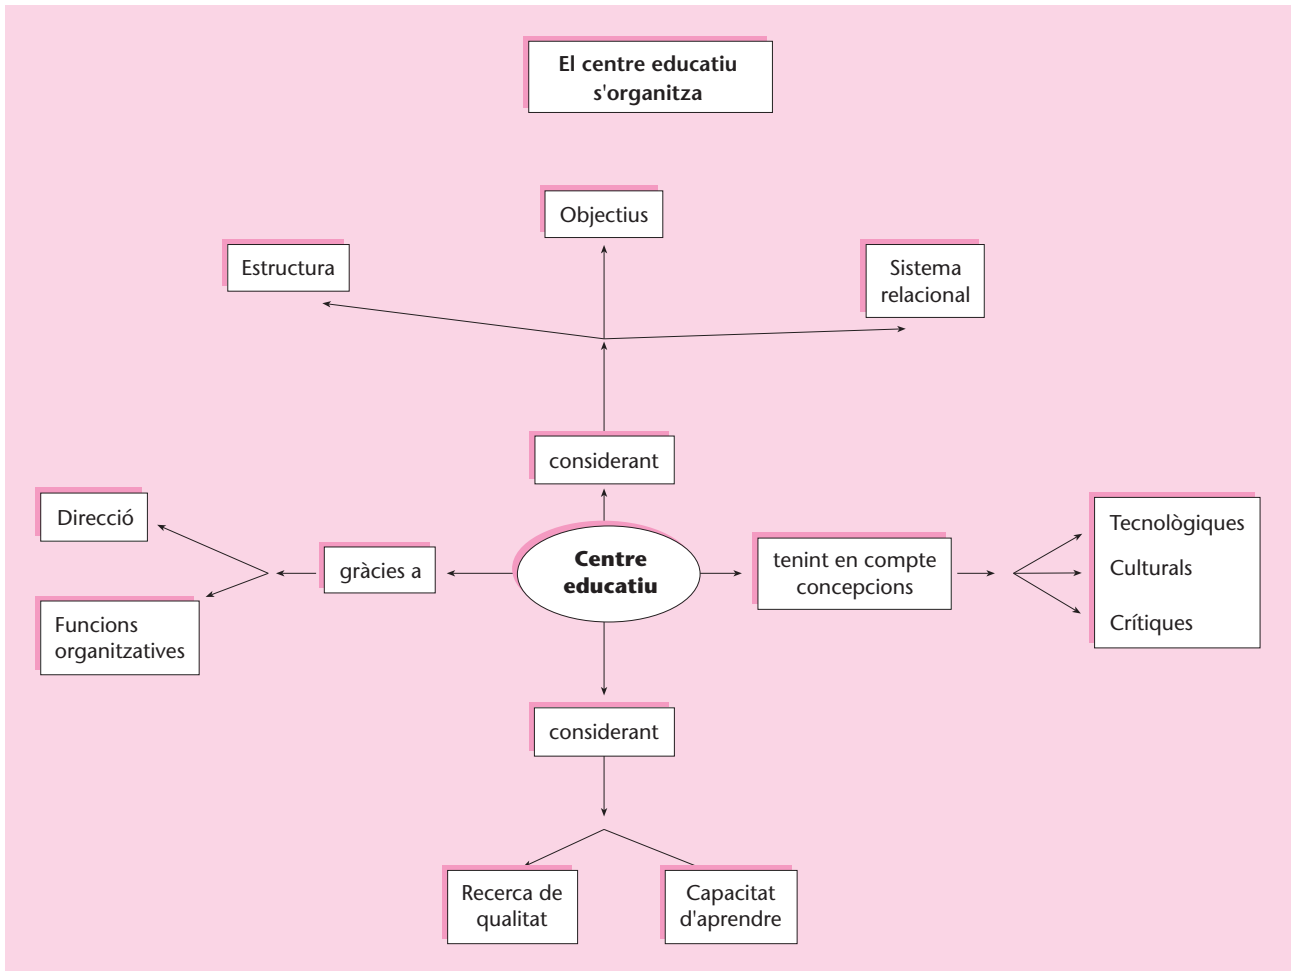 El centre educatiu
s'organitza
Objectius
Estructura
Sistema
relacional
considerant
Direcció
gràcies a
Centre
educatiu
tenint en compte
concepcions
Tecnològiques
Culturals
Crítiques
Funcions
organitzatives
considerant
Recerca de
qualitat
Capacitat
d'aprendre